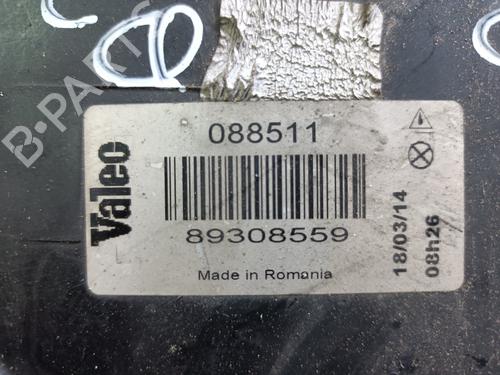 B-PARTS
088511
Valeo
89308559
Made in Romania
18/03/14
08h26